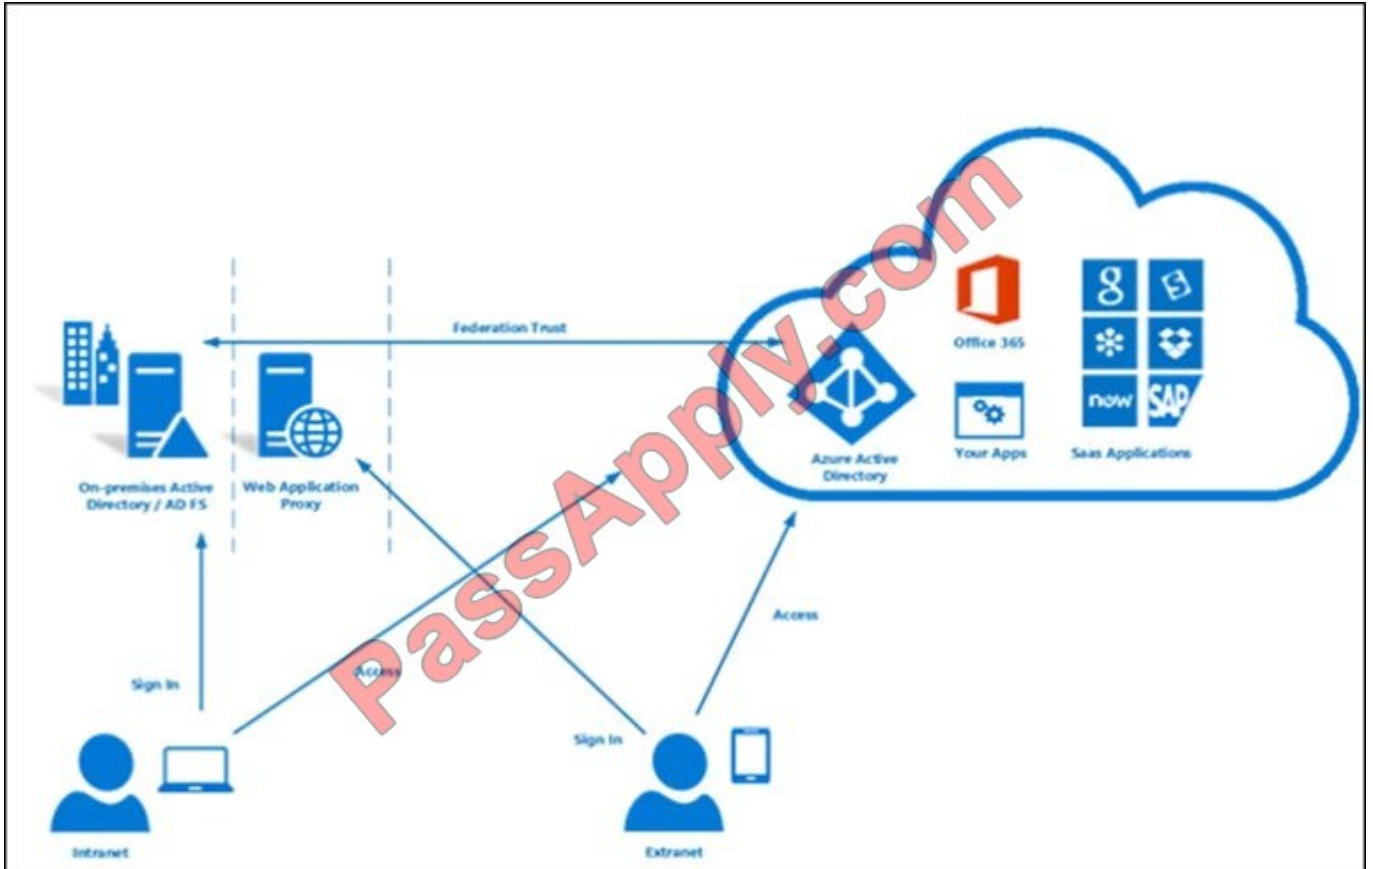 Federation Trust
Office 365
g
S
now
SAP
On-premises Active
Directory / AD FS
Web Application
Proxy
Azure Active
Directory
Your Apps
Saas Applications
Access
Access
Sign In
Sign In
Intranet
Extranet
PassApply.com